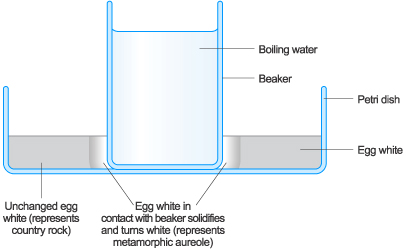 Boiling water
Beaker
Petri dish
Egg white
Unchanged egg
white (represents
country rock)
Egg white in
contact with beaker solidifies
and turns white (represents
metamorphic aureole)